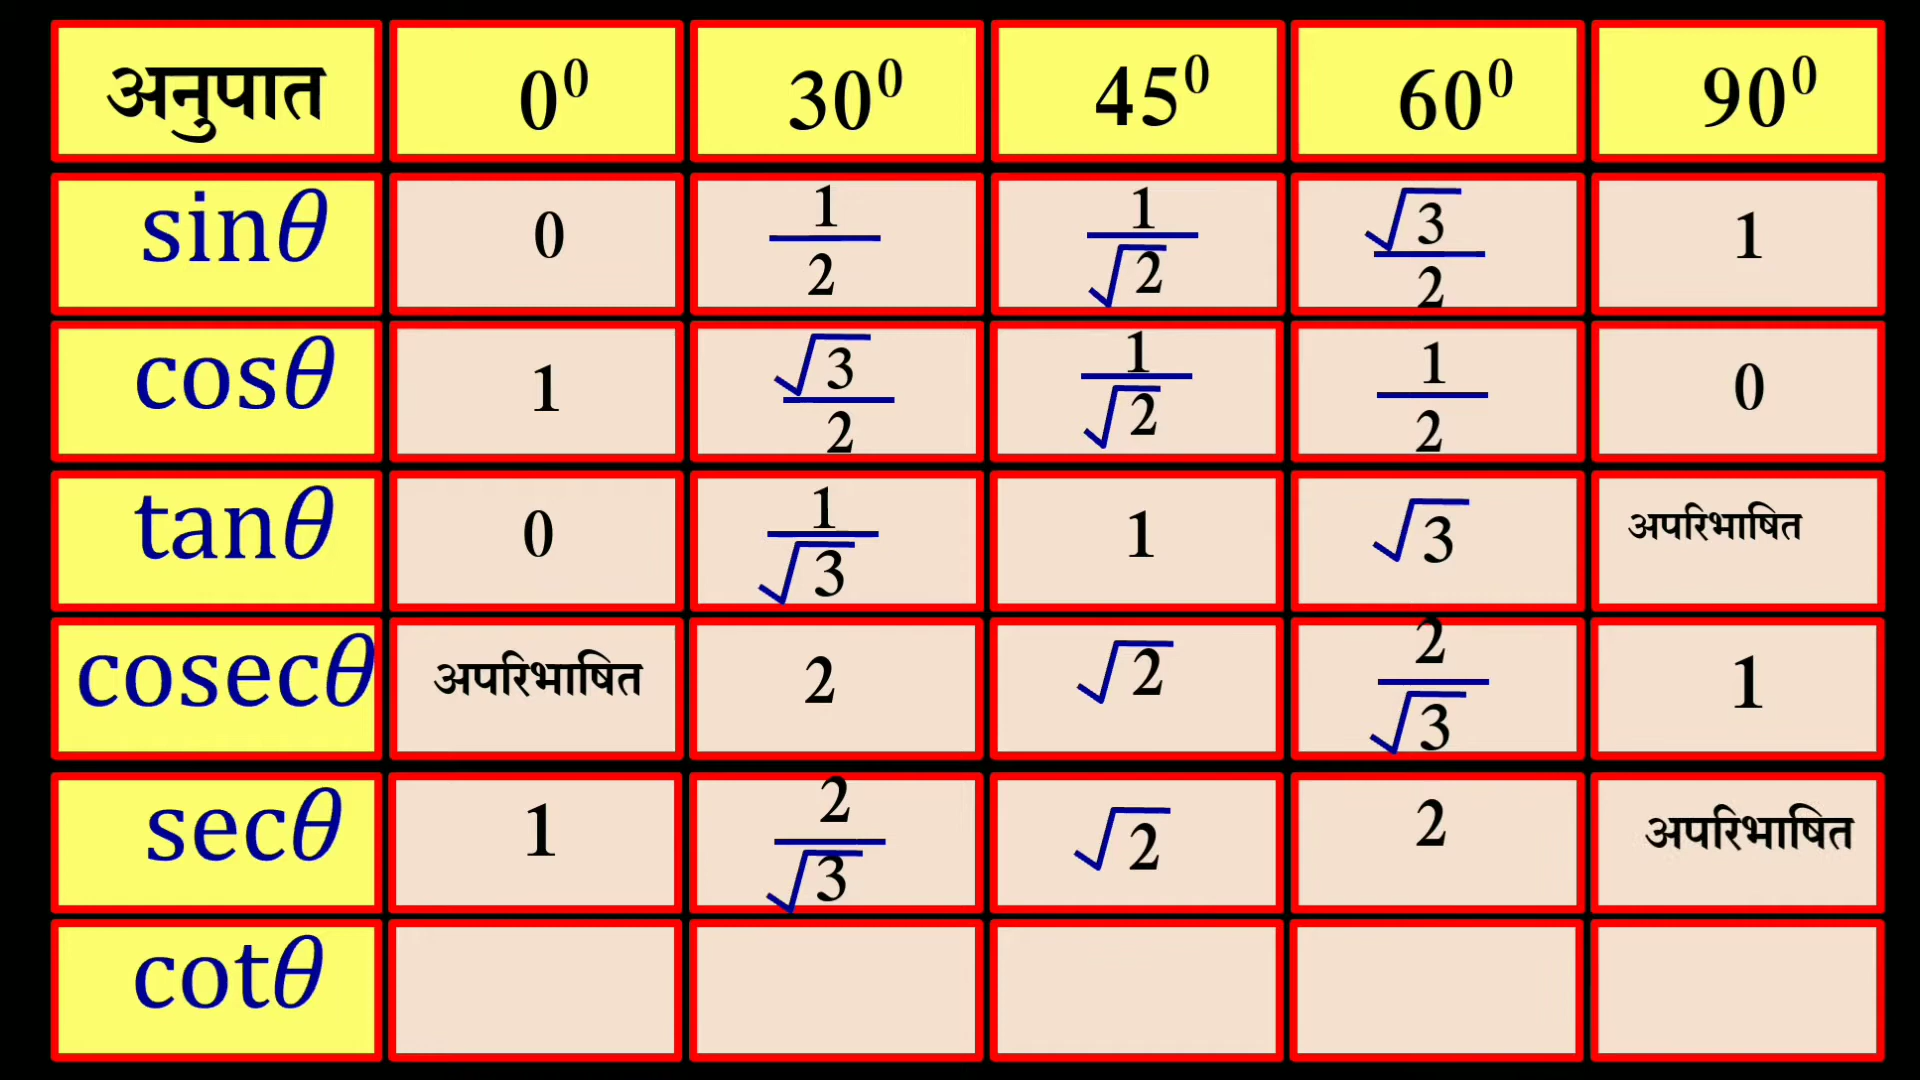 अनुपात 0⁰ 30⁰ 45⁰ 60⁰ 90⁰
sinθ 0 1/2 1/√2 √3/2 1
cosθ 1 √3/2 1/√2 1/2 0
tanθ 0 1/√3 1 √3 अपरिभाषित
cosecθ अपरिभाषित 2 √2 2/√3 1
secθ 1 2/√3 √2 2 अपरिभाषित
cotθ